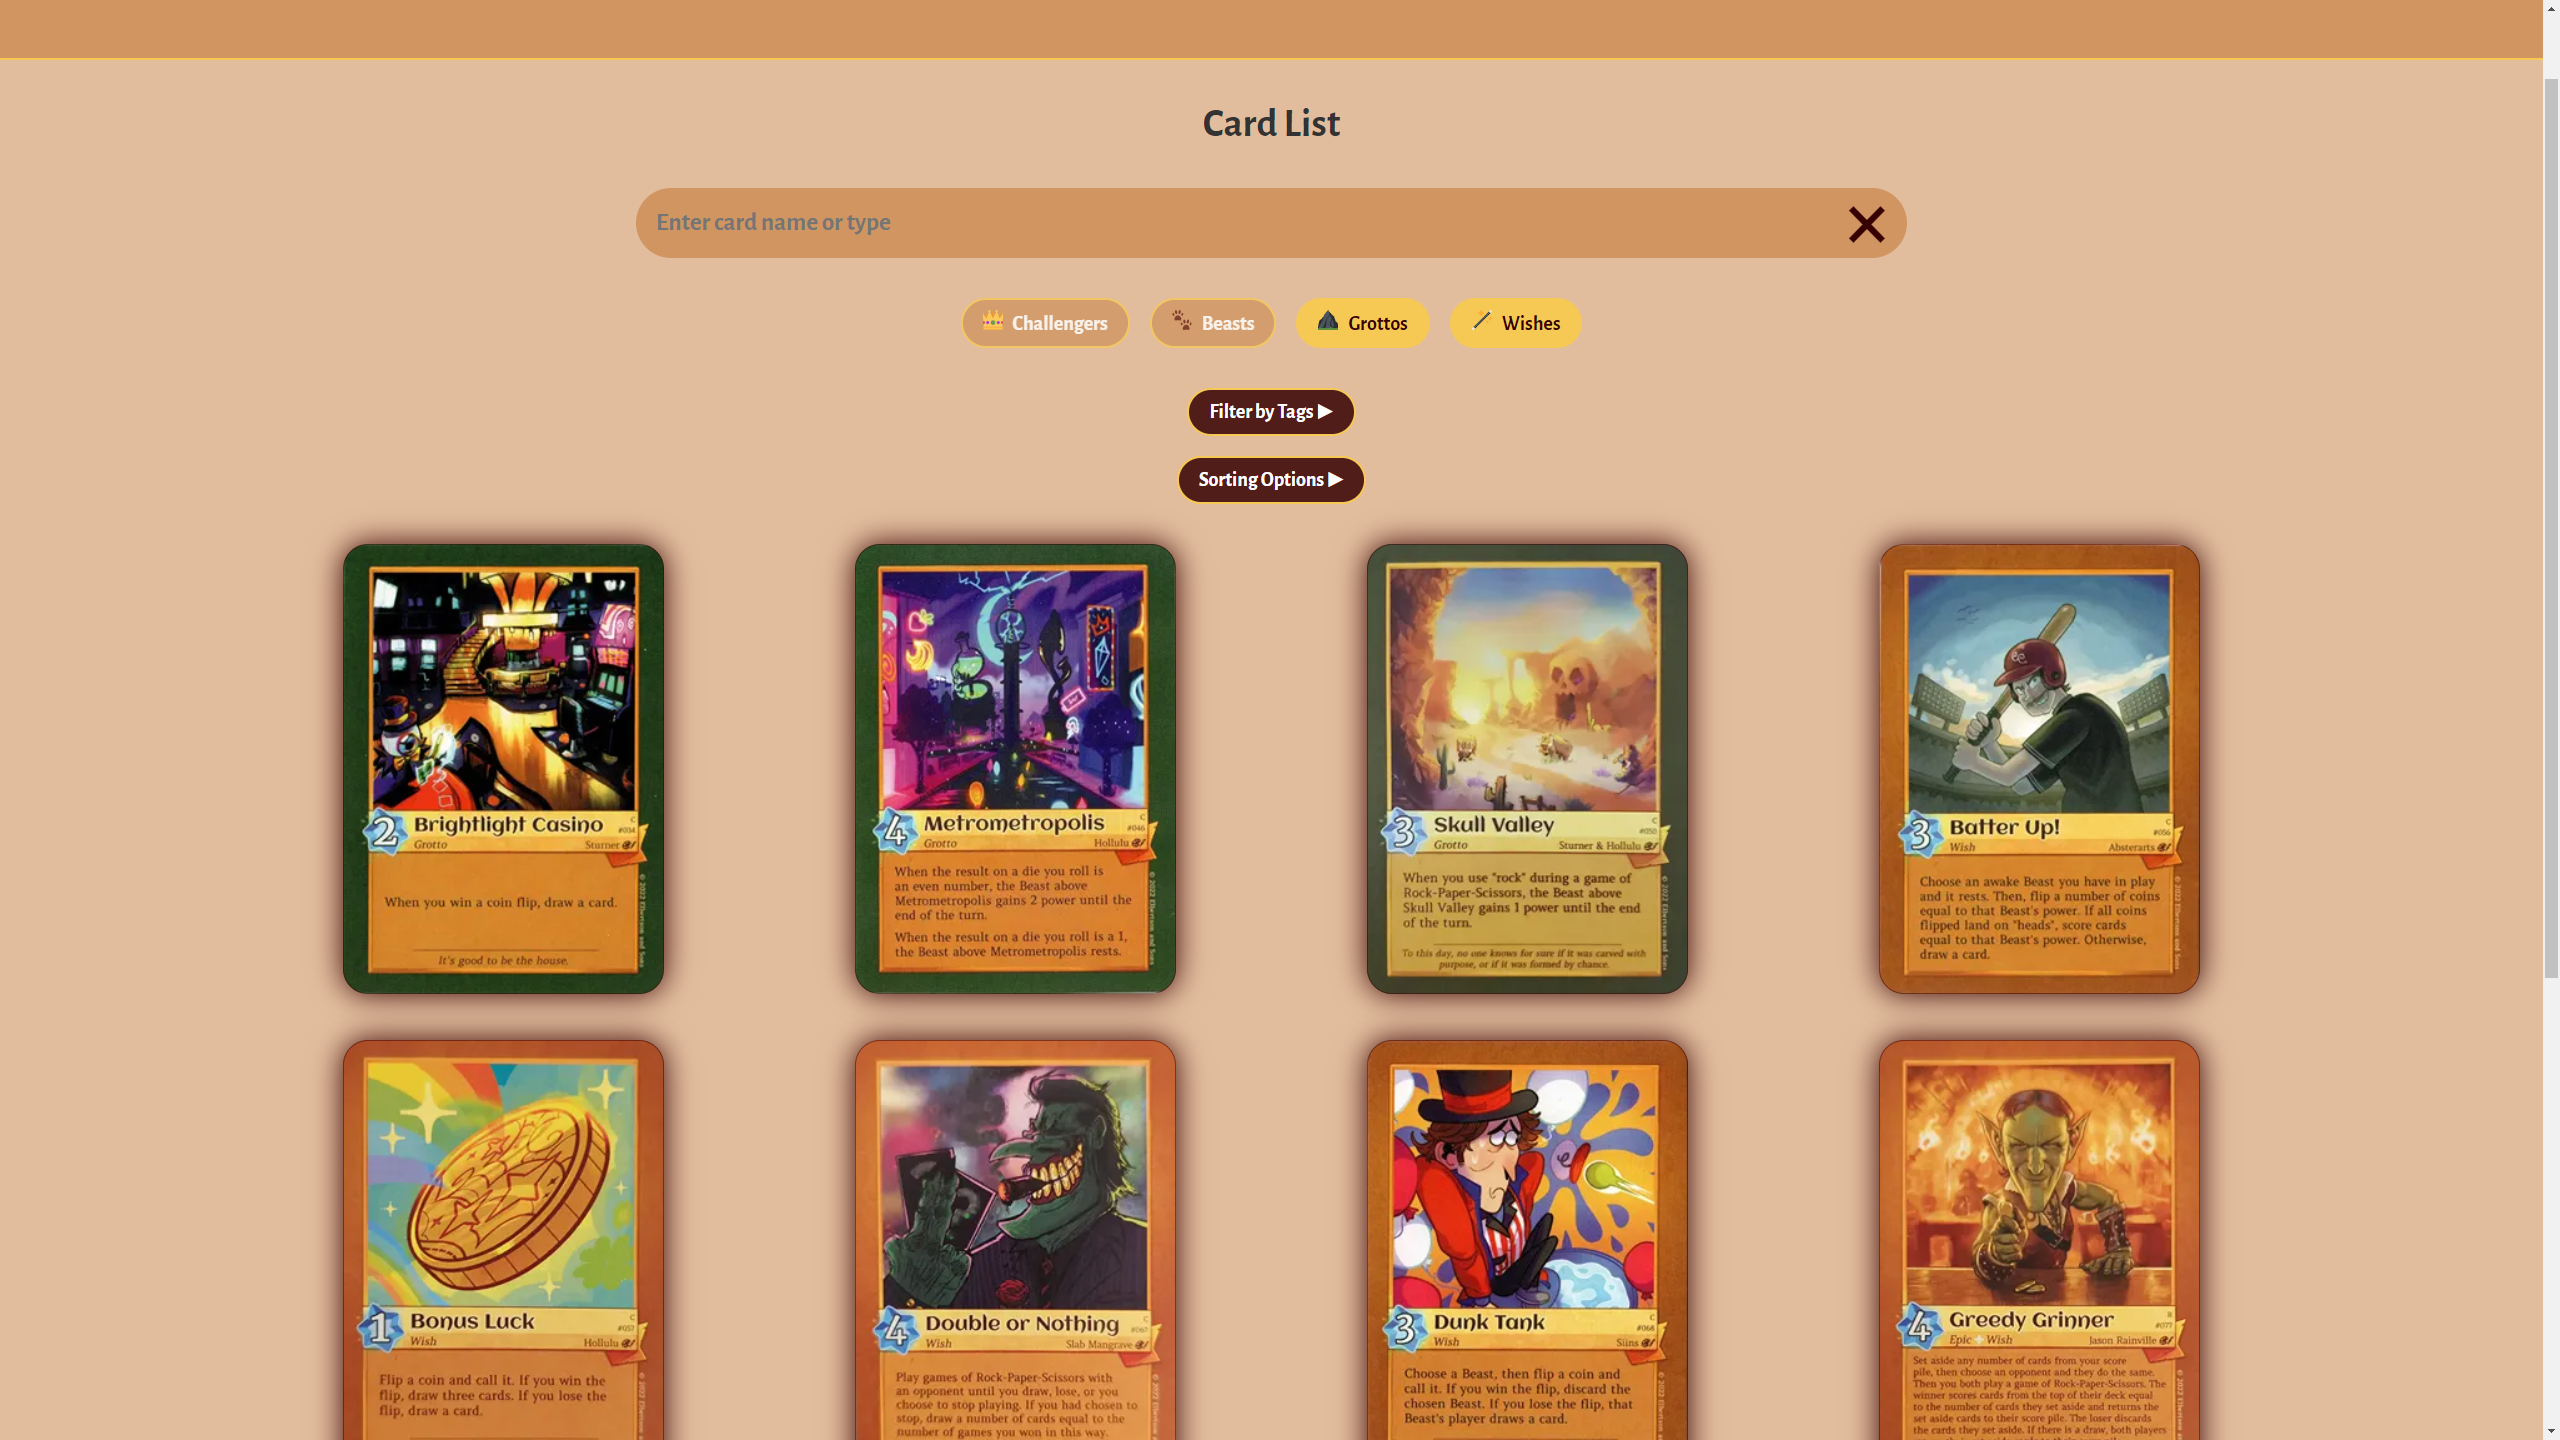 Card List
Enter card name or type
Challengers
Beasts
Grottos
Wishes
Filter by Tags ▶
Sorting Options ▶
2
Brightlight Casino
C
#034
Grotto
Sturner
When you win a coin flip, draw a card.
It's good to be the house.
4
Metrometropolis
C
#046
Grotto
Hollulu
When the result on a die you roll is
an even number, the Beast above
Metrometropolis gains 2 power until the
end of the turn.
When the result on a die you roll is a 1,
the Beast above Metrometropolis rests.
3
Skull Valley
C
#050
Grotto
Sturner & Hollulu
When you use "rock" during a game of
Rock-Paper-Scissors, the Beast above
Skull Valley gains 1 power until the end
of the turn.
To this day, no one knows for sure if it was carved with
purpose, or if it was formed by chance.
3
Batter Up!
C
#056
Wish
Absterarts
Choose an awake Beast you have in play
and it rests. Then, flip a number of coins
equal to that Beast's power. If all coins
flipped land on "heads", score cards
equal to that Beast's power. Otherwise,
draw a card.
1
Bonus Luck
C
#057
Wish
Hollulu
Flip a coin and call it. If you win the
flip, draw three cards. If you lose the
flip, draw a card.
4
Double or Nothing
C
#067
Wish
Slab Mangrave
Play games of Rock-Paper-Scissors with
an opponent until you draw, lose, or you
choose to stop playing. If you had chosen to
stop, draw a number of cards equal to the
number of games you won in this way.
3
Dunk Tank
C
#068
Wish
Siins
Choose a Beast, then flip a coin and
call it. If you win the flip, discard the
chosen Beast. If you lose the flip, that
Beast's player draws a card.
4
Greedy Grinner
R
#077
Epic Wish
Jason Rainville
Set aside any number of cards from your score
pile, then choose an opponent and they do the same.
Then you both play a game of Rock-Paper-Scissors. The
winner scores cards from the top of their deck equal
to the number of cards they set aside and returns the
set aside cards to their score pile. The loser discards
the cards they set aside. If there is a draw, both players